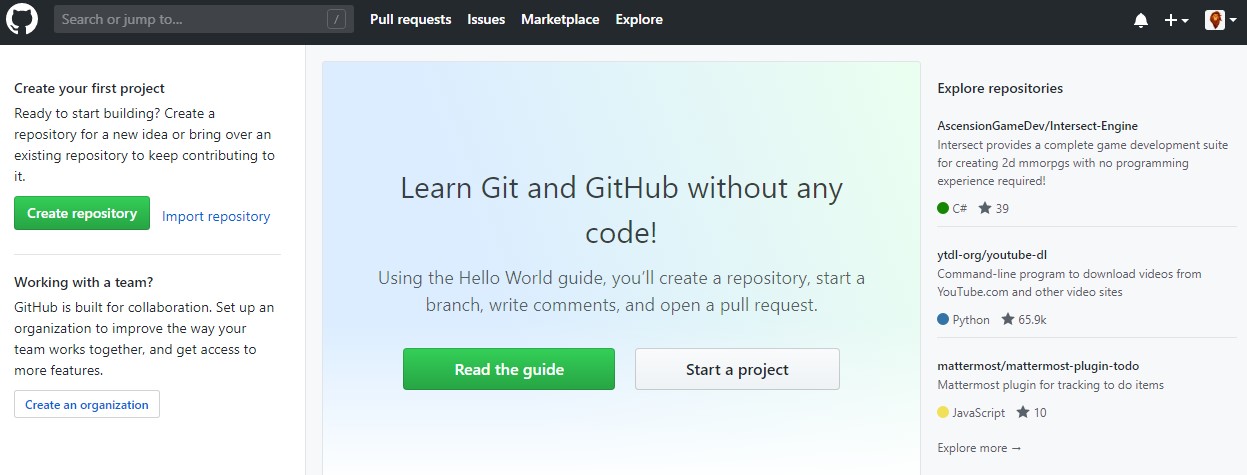 Search or jump to... /
Pull requests Issues Marketplace Explore
Create your first project
Ready to start building? Create a
repository for a new idea or bring over an
existing repository to keep contributing to
it.
Create repository Import repository
Working with a team?
GitHub is built for collaboration. Set up an
organization to improve the way your
team works together, and get access to
more features.
Create an organization
Learn Git and GitHub without any
code!
Using the Hello World guide, you’ll create a repository, start a
branch, write comments, and open a pull request.
Read the guide Start a project
Explore repositories
AscensionGameDev/Intersect-Engine
Intersect provides a complete game development suite
for creating 2d mmorpgs with no programming
experience required!
C# ★ 39
ytdl-org/youtube-dl
Command-line program to download videos from
YouTube.com and other video sites
Python ★ 65.9k
mattermost/mattermost-plugin-todo
Mattermost plugin for tracking to do items
JavaScript ★ 10
Explore more →